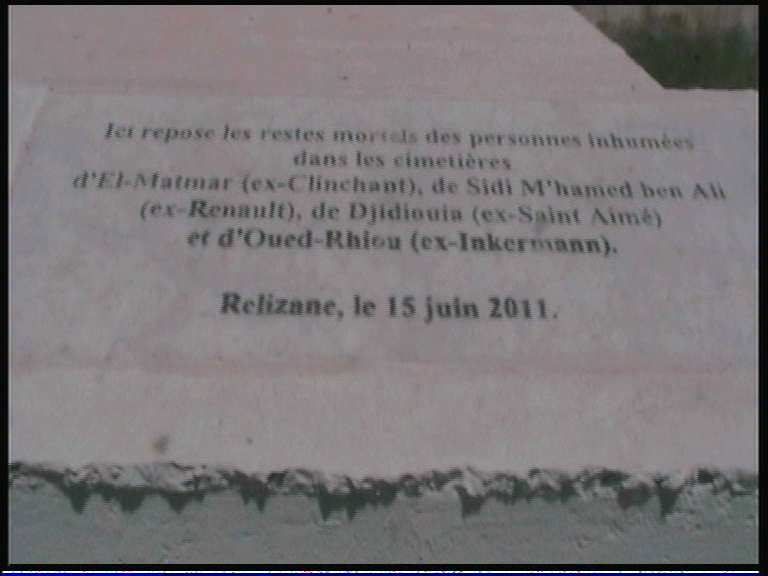 Ici repose les restes mortels des personnes inhumées
dans les cimetières
d'El-Matmar (ex-Clinchant), de Sidi M'hamed ben Ali
(ex-Renault), de Djidiouia (ex-Saint Aimé)
et d'Oued-Rhiou (ex-Inkermann).
Relizane, le 15 juin 2011.